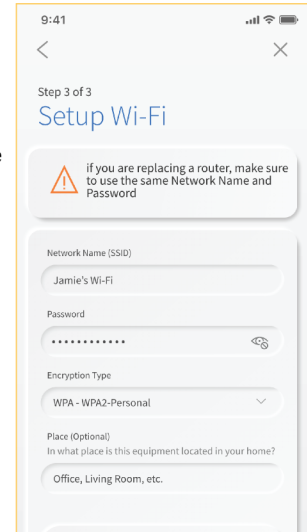 9:41
Step 3 of 3
Setup Wi-Fi
e
if you are replacing a router, make sure
to use the same Network Name and
Password
Network Name (SSID)
Jamie's Wi-Fi
Password
••••••••••••
Encryption Type
WPA - WPA2-Personal
Place (Optional)
In what place is this equipment located in your home?
Office, Living Room, etc.